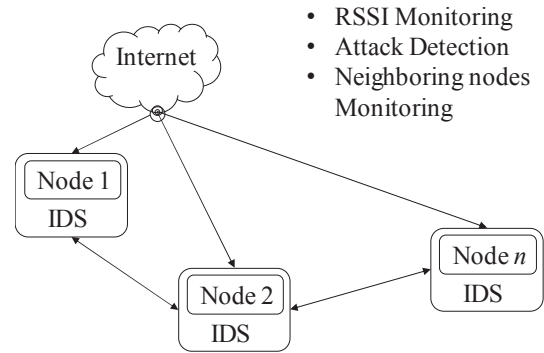 • RSSI Monitoring
• Attack Detection
• Neighboring nodes
Monitoring
Internet
Node 1
IDS
Node 2
IDS
Node n
IDS